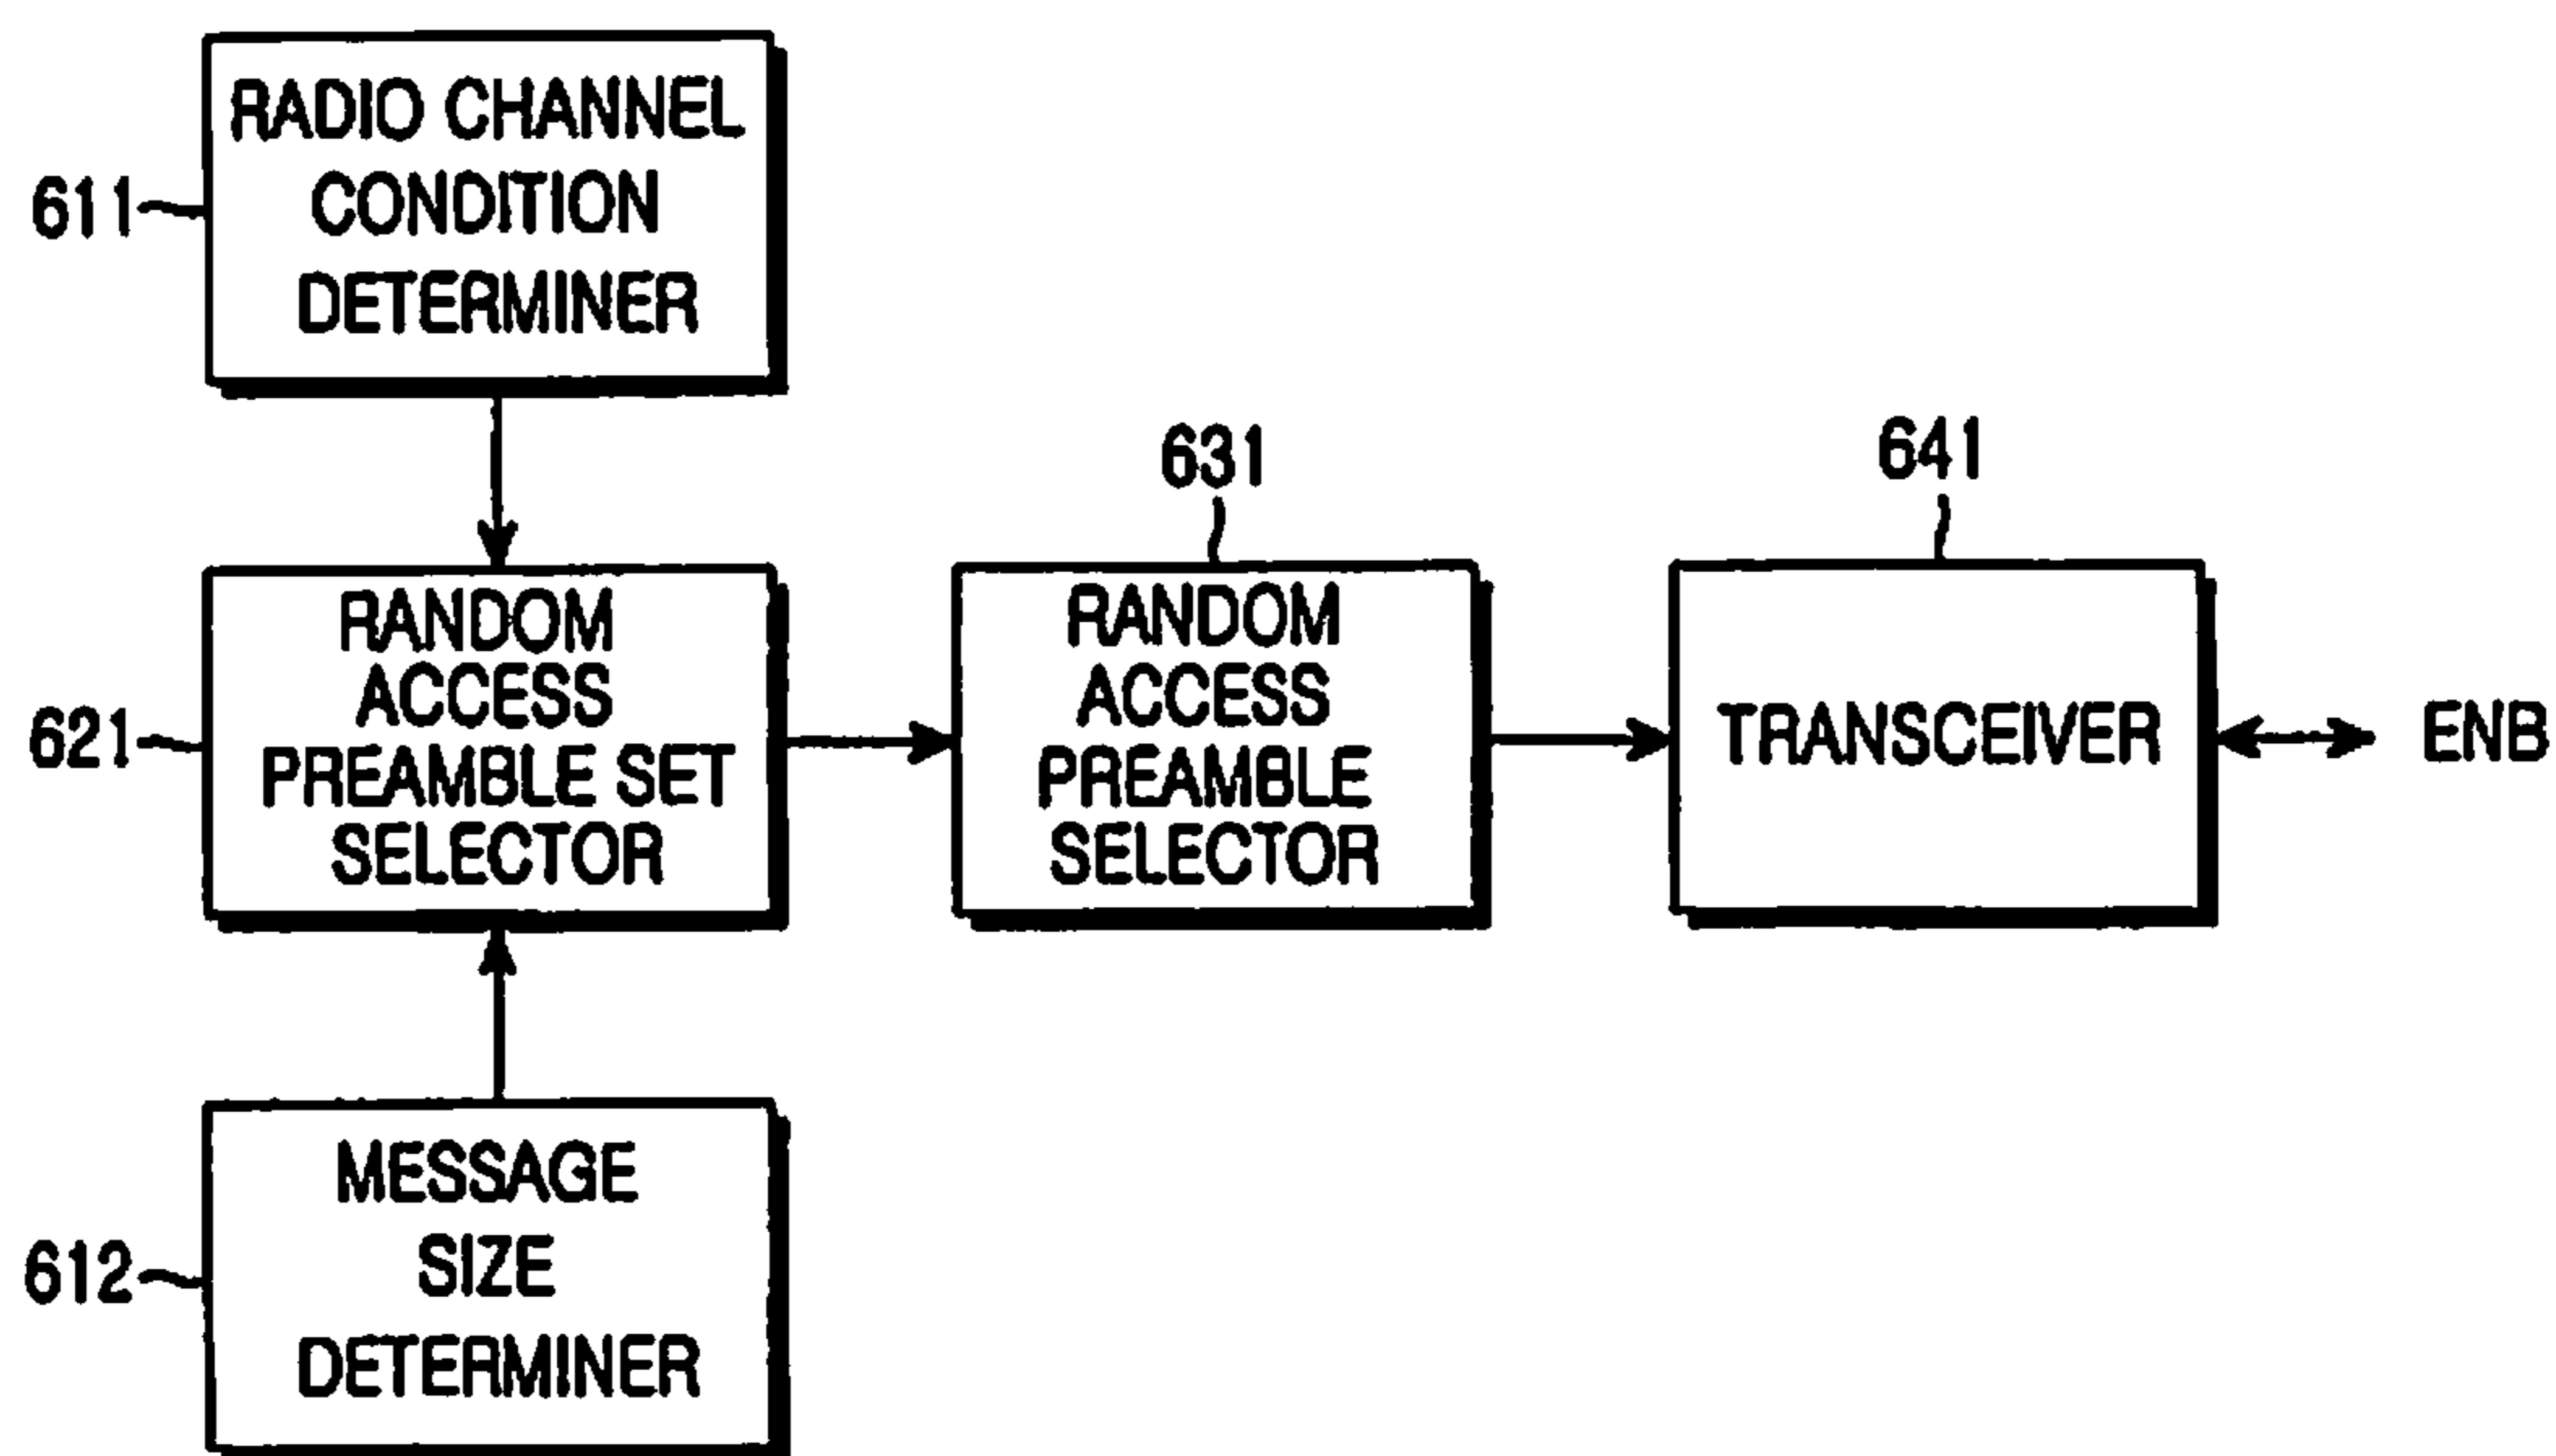 RADIO CHANNEL
CONDITION
DETERMINER
611
631
641
RANDOM
ACCESS
PREAMBLE SET
SELECTOR
621
RANDOM
ACCESS
PREAMBLE
SELECTOR
TRANSCEIVER
ENB
MESSAGE
SIZE
DETERMINER
612